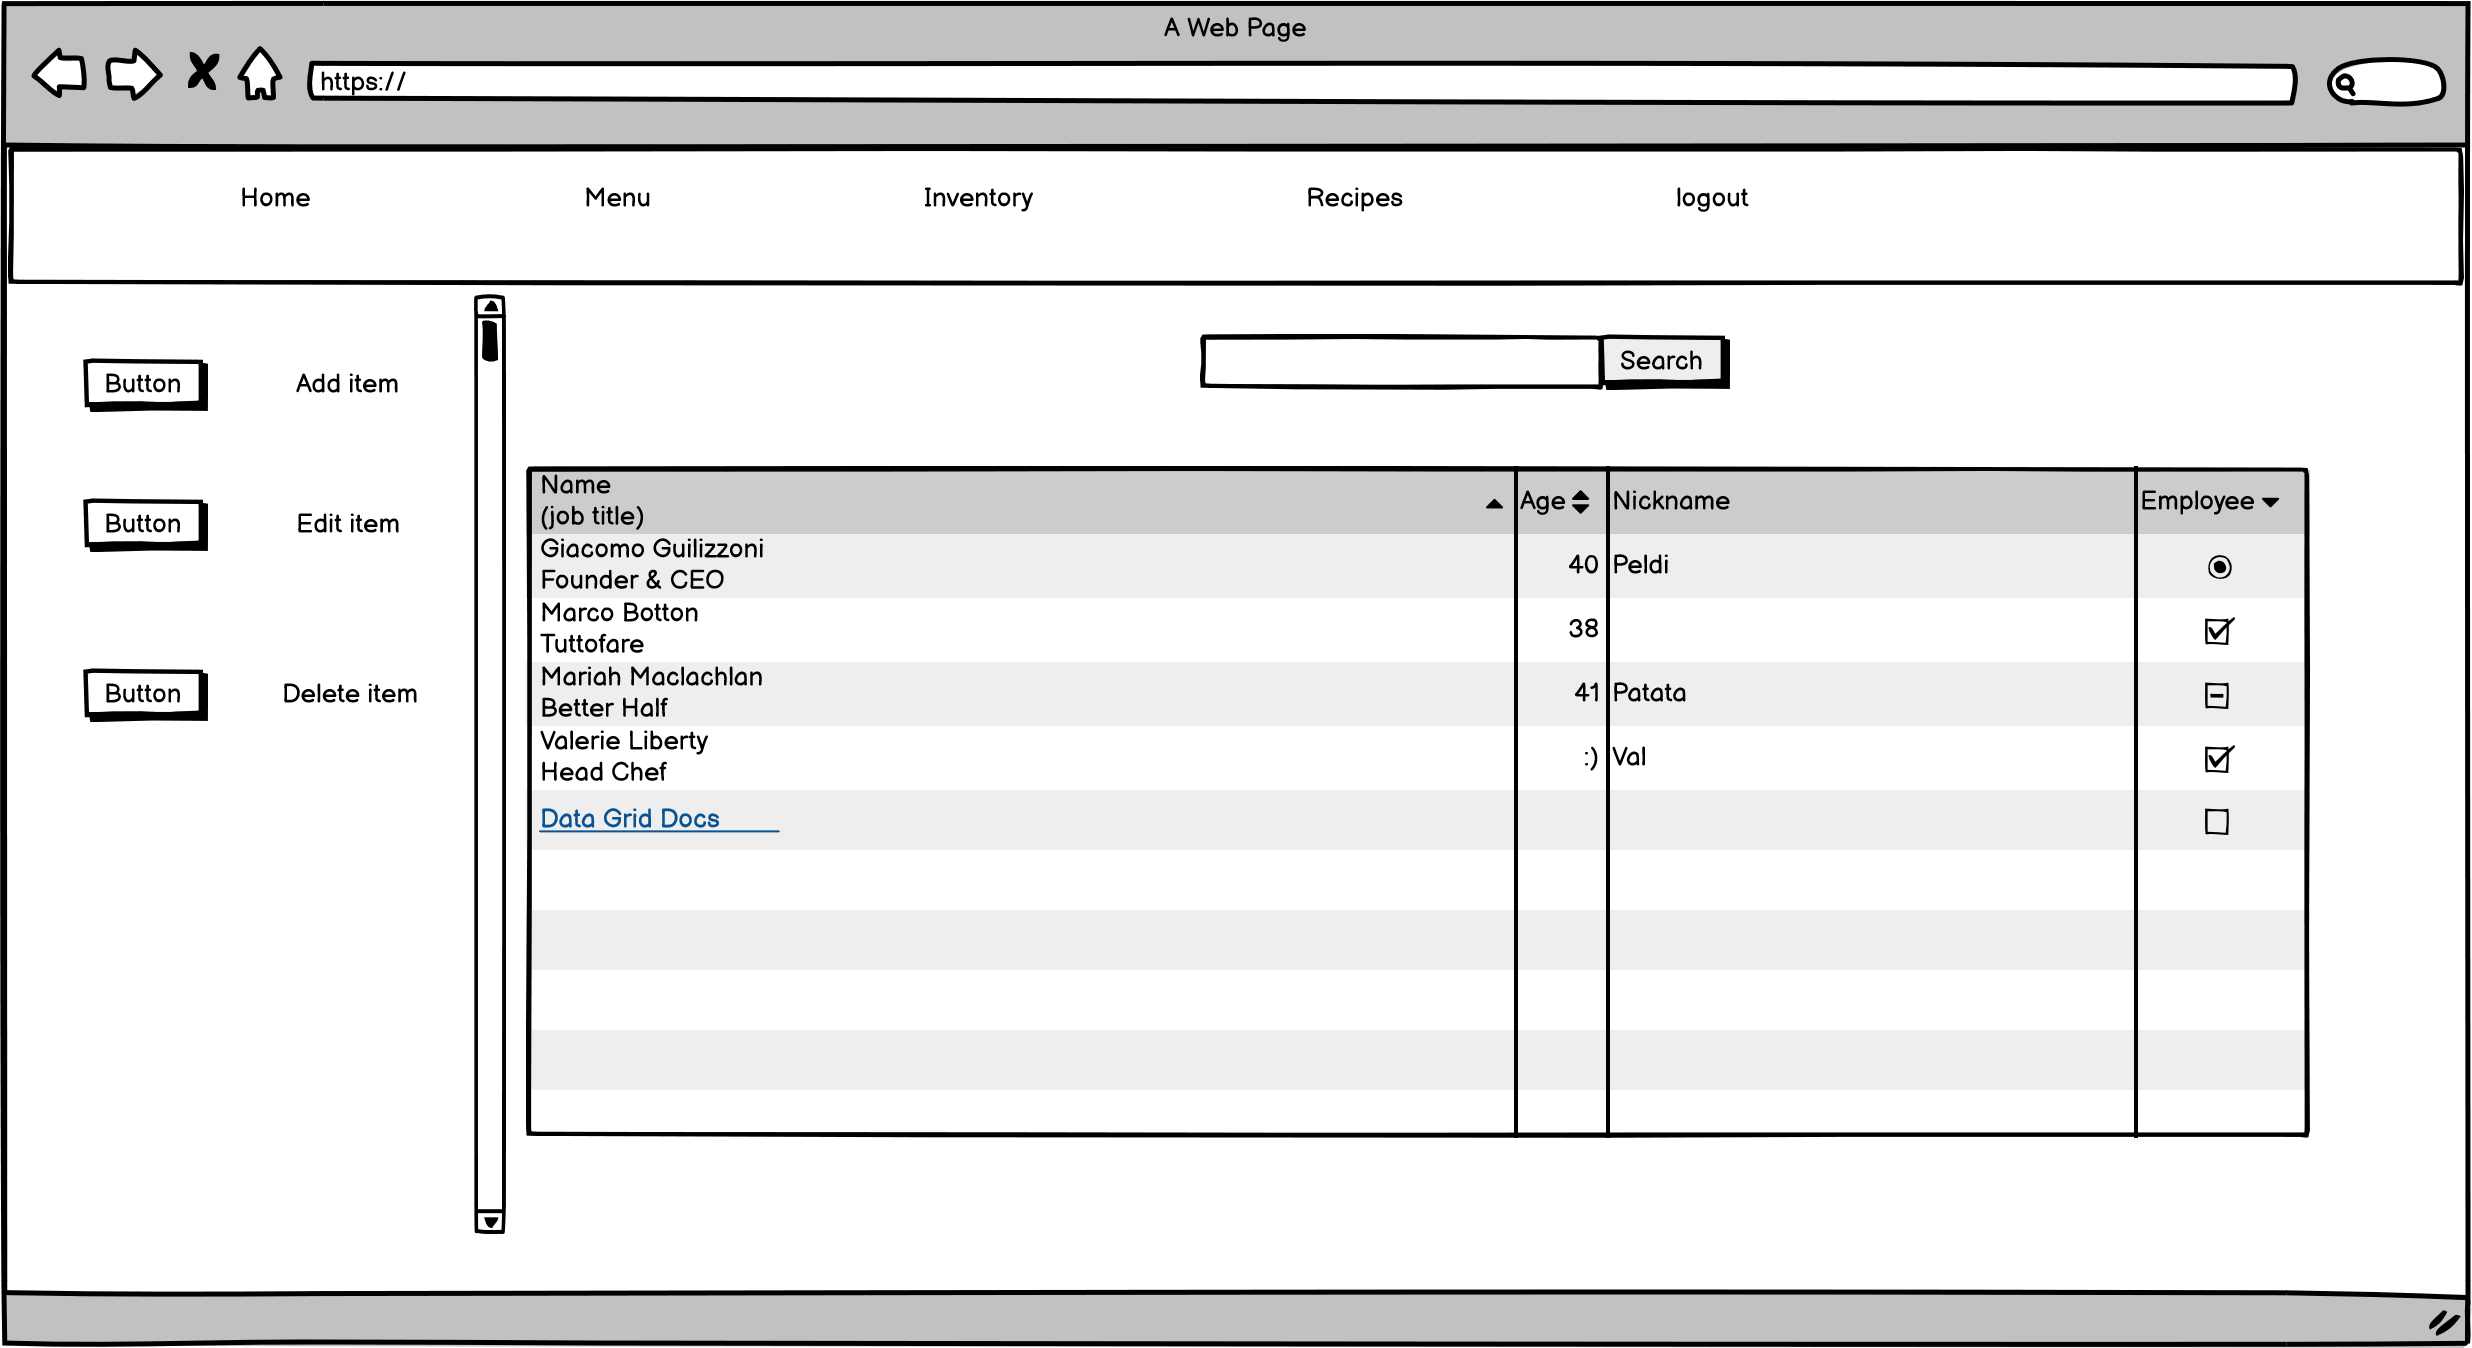 A Web Page
https://
Home Menu Inventory Recipes logout
Button Add item
Search
Button Edit item
Button Delete item
Name
(job title)
Age Nickname Employee
Giacomo Guilizzoni
Founder & CEO
40 Peldi
Marco Botton
Tuttofare
38
Mariah Maclachlan
Better Half
41 Patata
Valerie Liberty
Head Chef
:) Val
Data Grid Docs